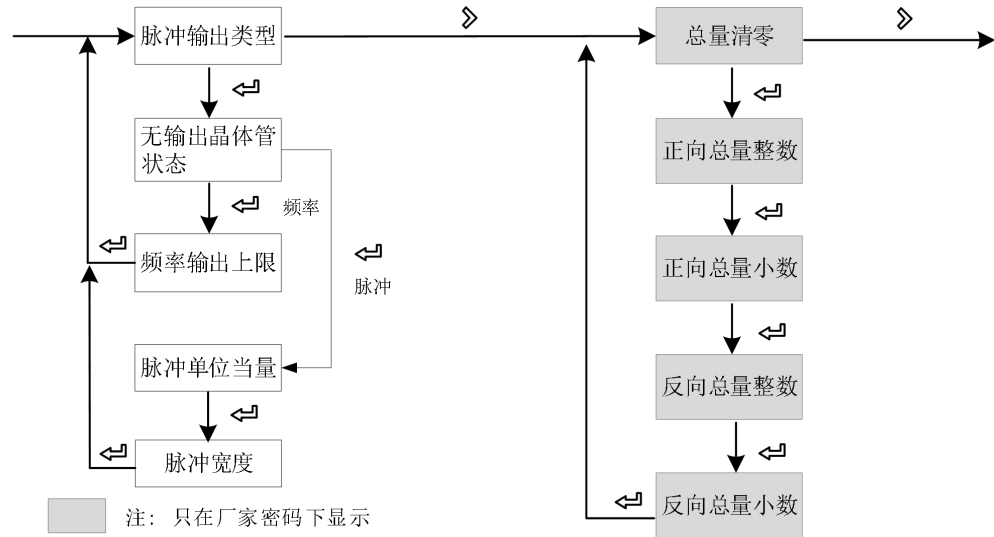 脉冲输出类型
无输出晶体管
状态
频率
频率输出上限
脉冲
脉冲单位当量
脉冲宽度
总量清零
正向总量整数
正向总量小数
反向总量整数
反向总量小数
注：只在厂家密码下显示